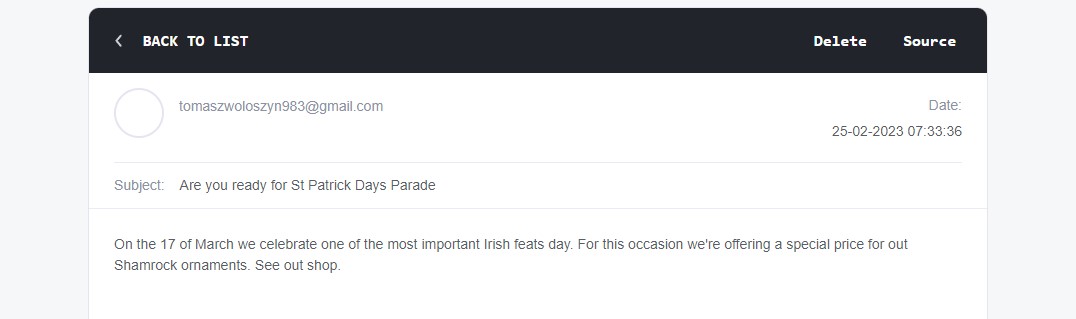 BACK TO LIST
Delete
Source
tomaszwoloszyn983@gmail.com
Date:
25-02-2023 07:33:36
Subject: Are you ready for St Patrick Days Parade
On the 17 of March we celebrate one of the most important Irish feats day. For this occasion we're offering a special price for out
Shamrock ornaments. See out shop.